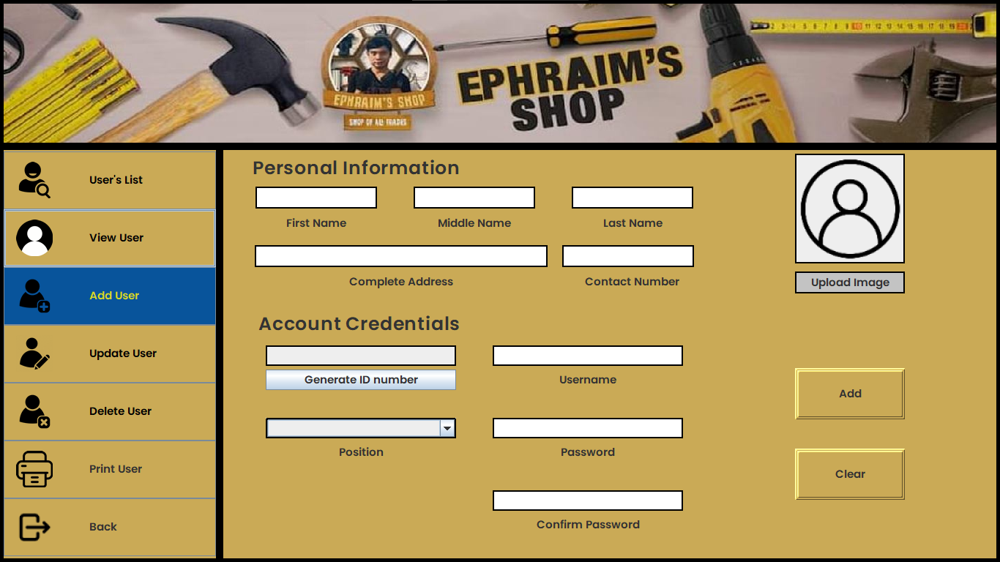 EPHRAIM'S SHOP
SHOP OF ALL TRADES
EPHRAIM'S
SHOP
User's List
View User
Add User
Update User
Delete User
Print User
Back
Personal Information
First Name
Middle Name
Last Name
Complete Address
Contact Number
Upload Image
Account Credentials
Generate ID number
Username
Position
Password
Confirm Password
Add
Clear